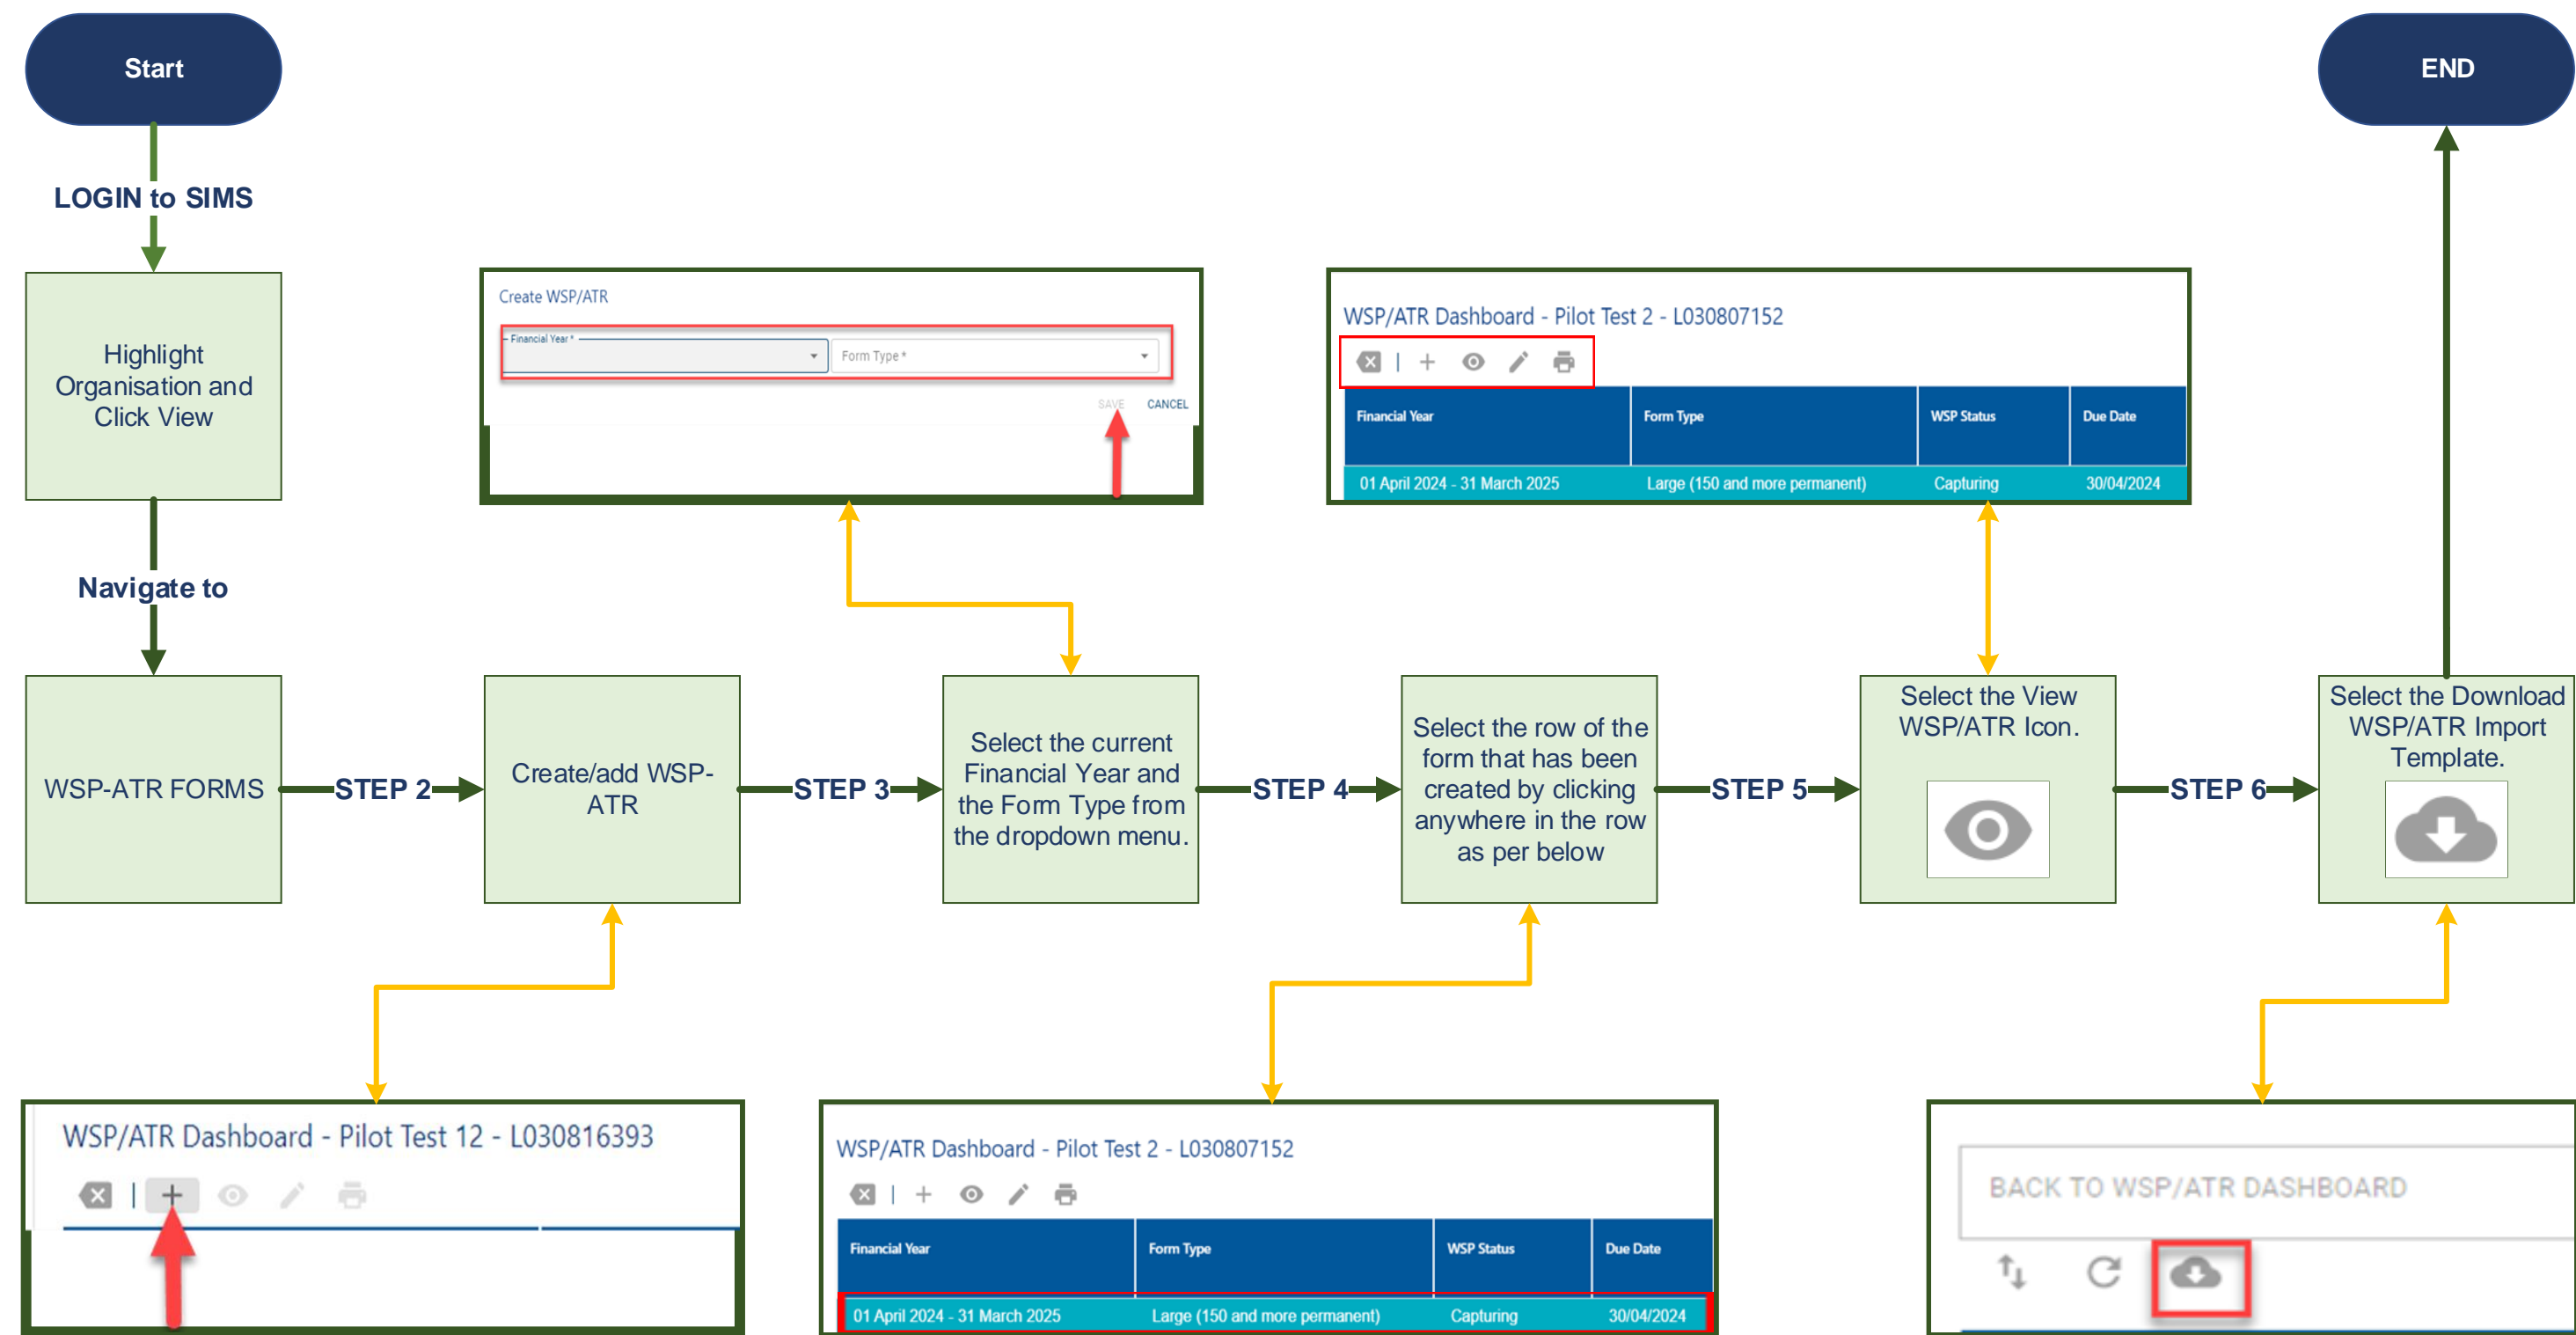 Start
END
LOGIN to SIMS
Highlight
Organisation and
Click View
Create WSP/ATR
Financial Year *
Form Type *
SAVE CANCEL
WSP/ATR Dashboard - Pilot Test 2 - L030807152
Financial Year Form Type WSP Status Due Date
01 April 2024 - 31 March 2025 Large (150 and more permanent) Capturing 30/04/2024
Navigate to
WSP-ATR FORMS
STEP 2
Create/add WSP-
ATR
STEP 3
Select the current
Financial Year and
the Form Type from
the dropdown menu.
STEP 4
Select the row of the
form that has been
created by clicking
anywhere in the row
as per below
STEP 5
Select the View
WSP/ATR Icon.
STEP 6
Select the Download
WSP/ATR Import
Template.
WSP/ATR Dashboard - Pilot Test 12 - L030816393
WSP/ATR Dashboard - Pilot Test 2 - L030807152
Financial Year Form Type WSP Status Due Date
01 April 2024 - 31 March 2025 Large (150 and more permanent) Capturing 30/04/2024
BACK TO WSP/ATR DASHBOARD